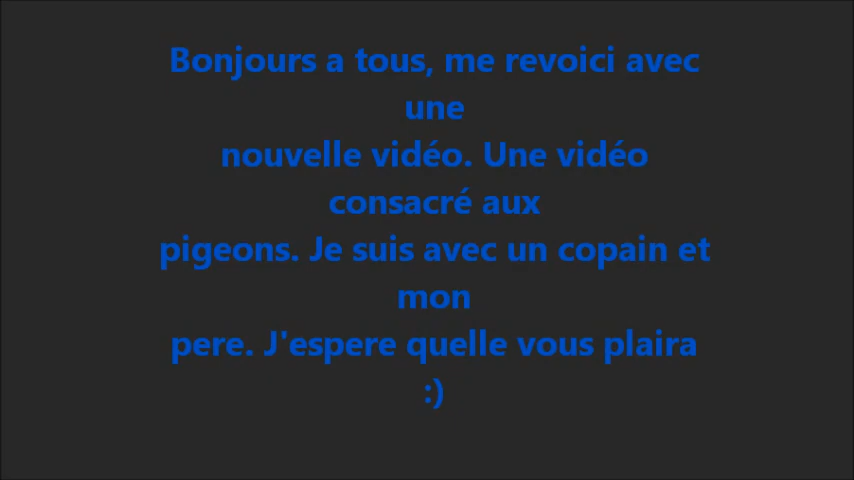 Bonjours a tous, me revoici avec
une
nouvelle vidéo. Une vidéo
consacré aux
pigeons. Je suis avec un copain et
mon
pere. J'espere quelle vous plaira
:)